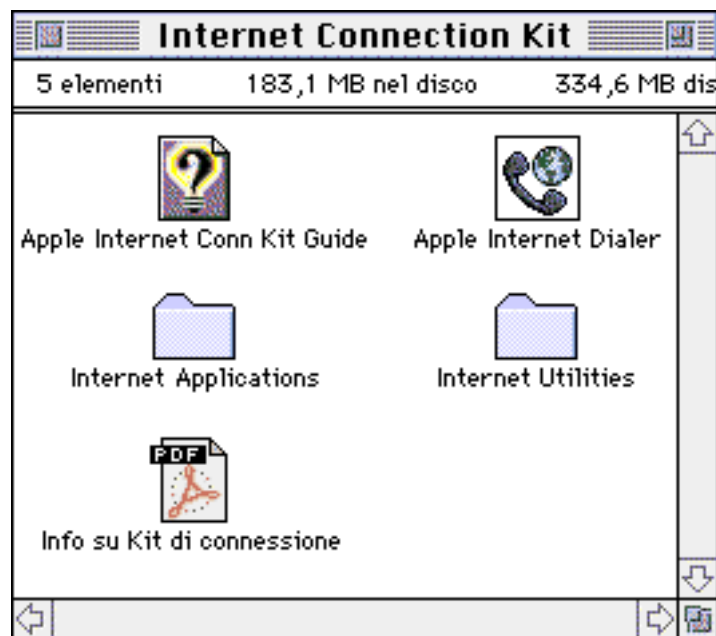 Internet Connection Kit
5 elementi 183,1 MB nel disco 334,6 MB dis
Apple Internet Conn Kit Guide Apple Internet Dialer
Internet Applications Internet Utilities
PDF
Info su Kit di connessione